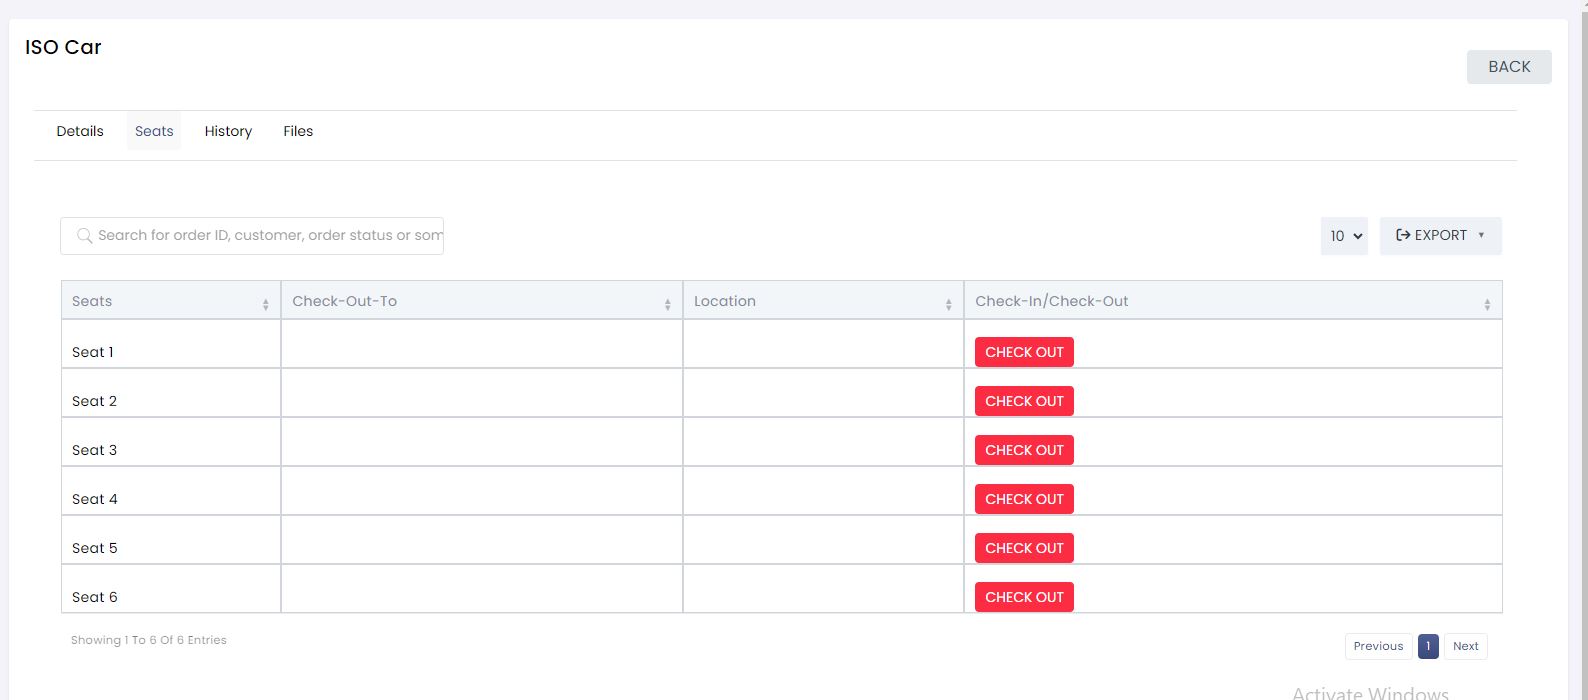 ISO Car
BACK
Details Seats History Files
Search for order ID, customer, order status or som
10 EXPORT
Seats Check-Out-To Location Check-In/Check-Out
Seat 1 CHECK OUT
Seat 2 CHECK OUT
Seat 3 CHECK OUT
Seat 4 CHECK OUT
Seat 5 CHECK OUT
Seat 6 CHECK OUT
Showing 1 To 6 Of 6 Entries
Previous 1 Next
Activate Windows